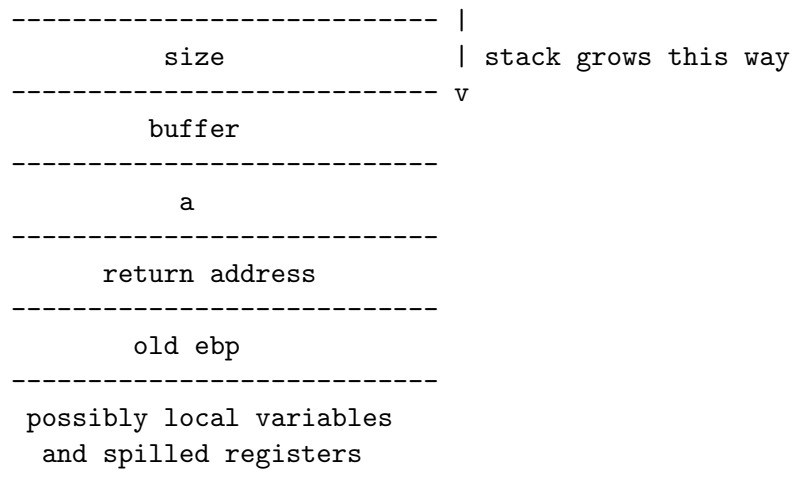 ---------------------------- |
size | stack grows this way
---------------------------- v
buffer
----------------------------
a
----------------------------
return address
----------------------------
old ebp
----------------------------
possibly local variables
and spilled registers